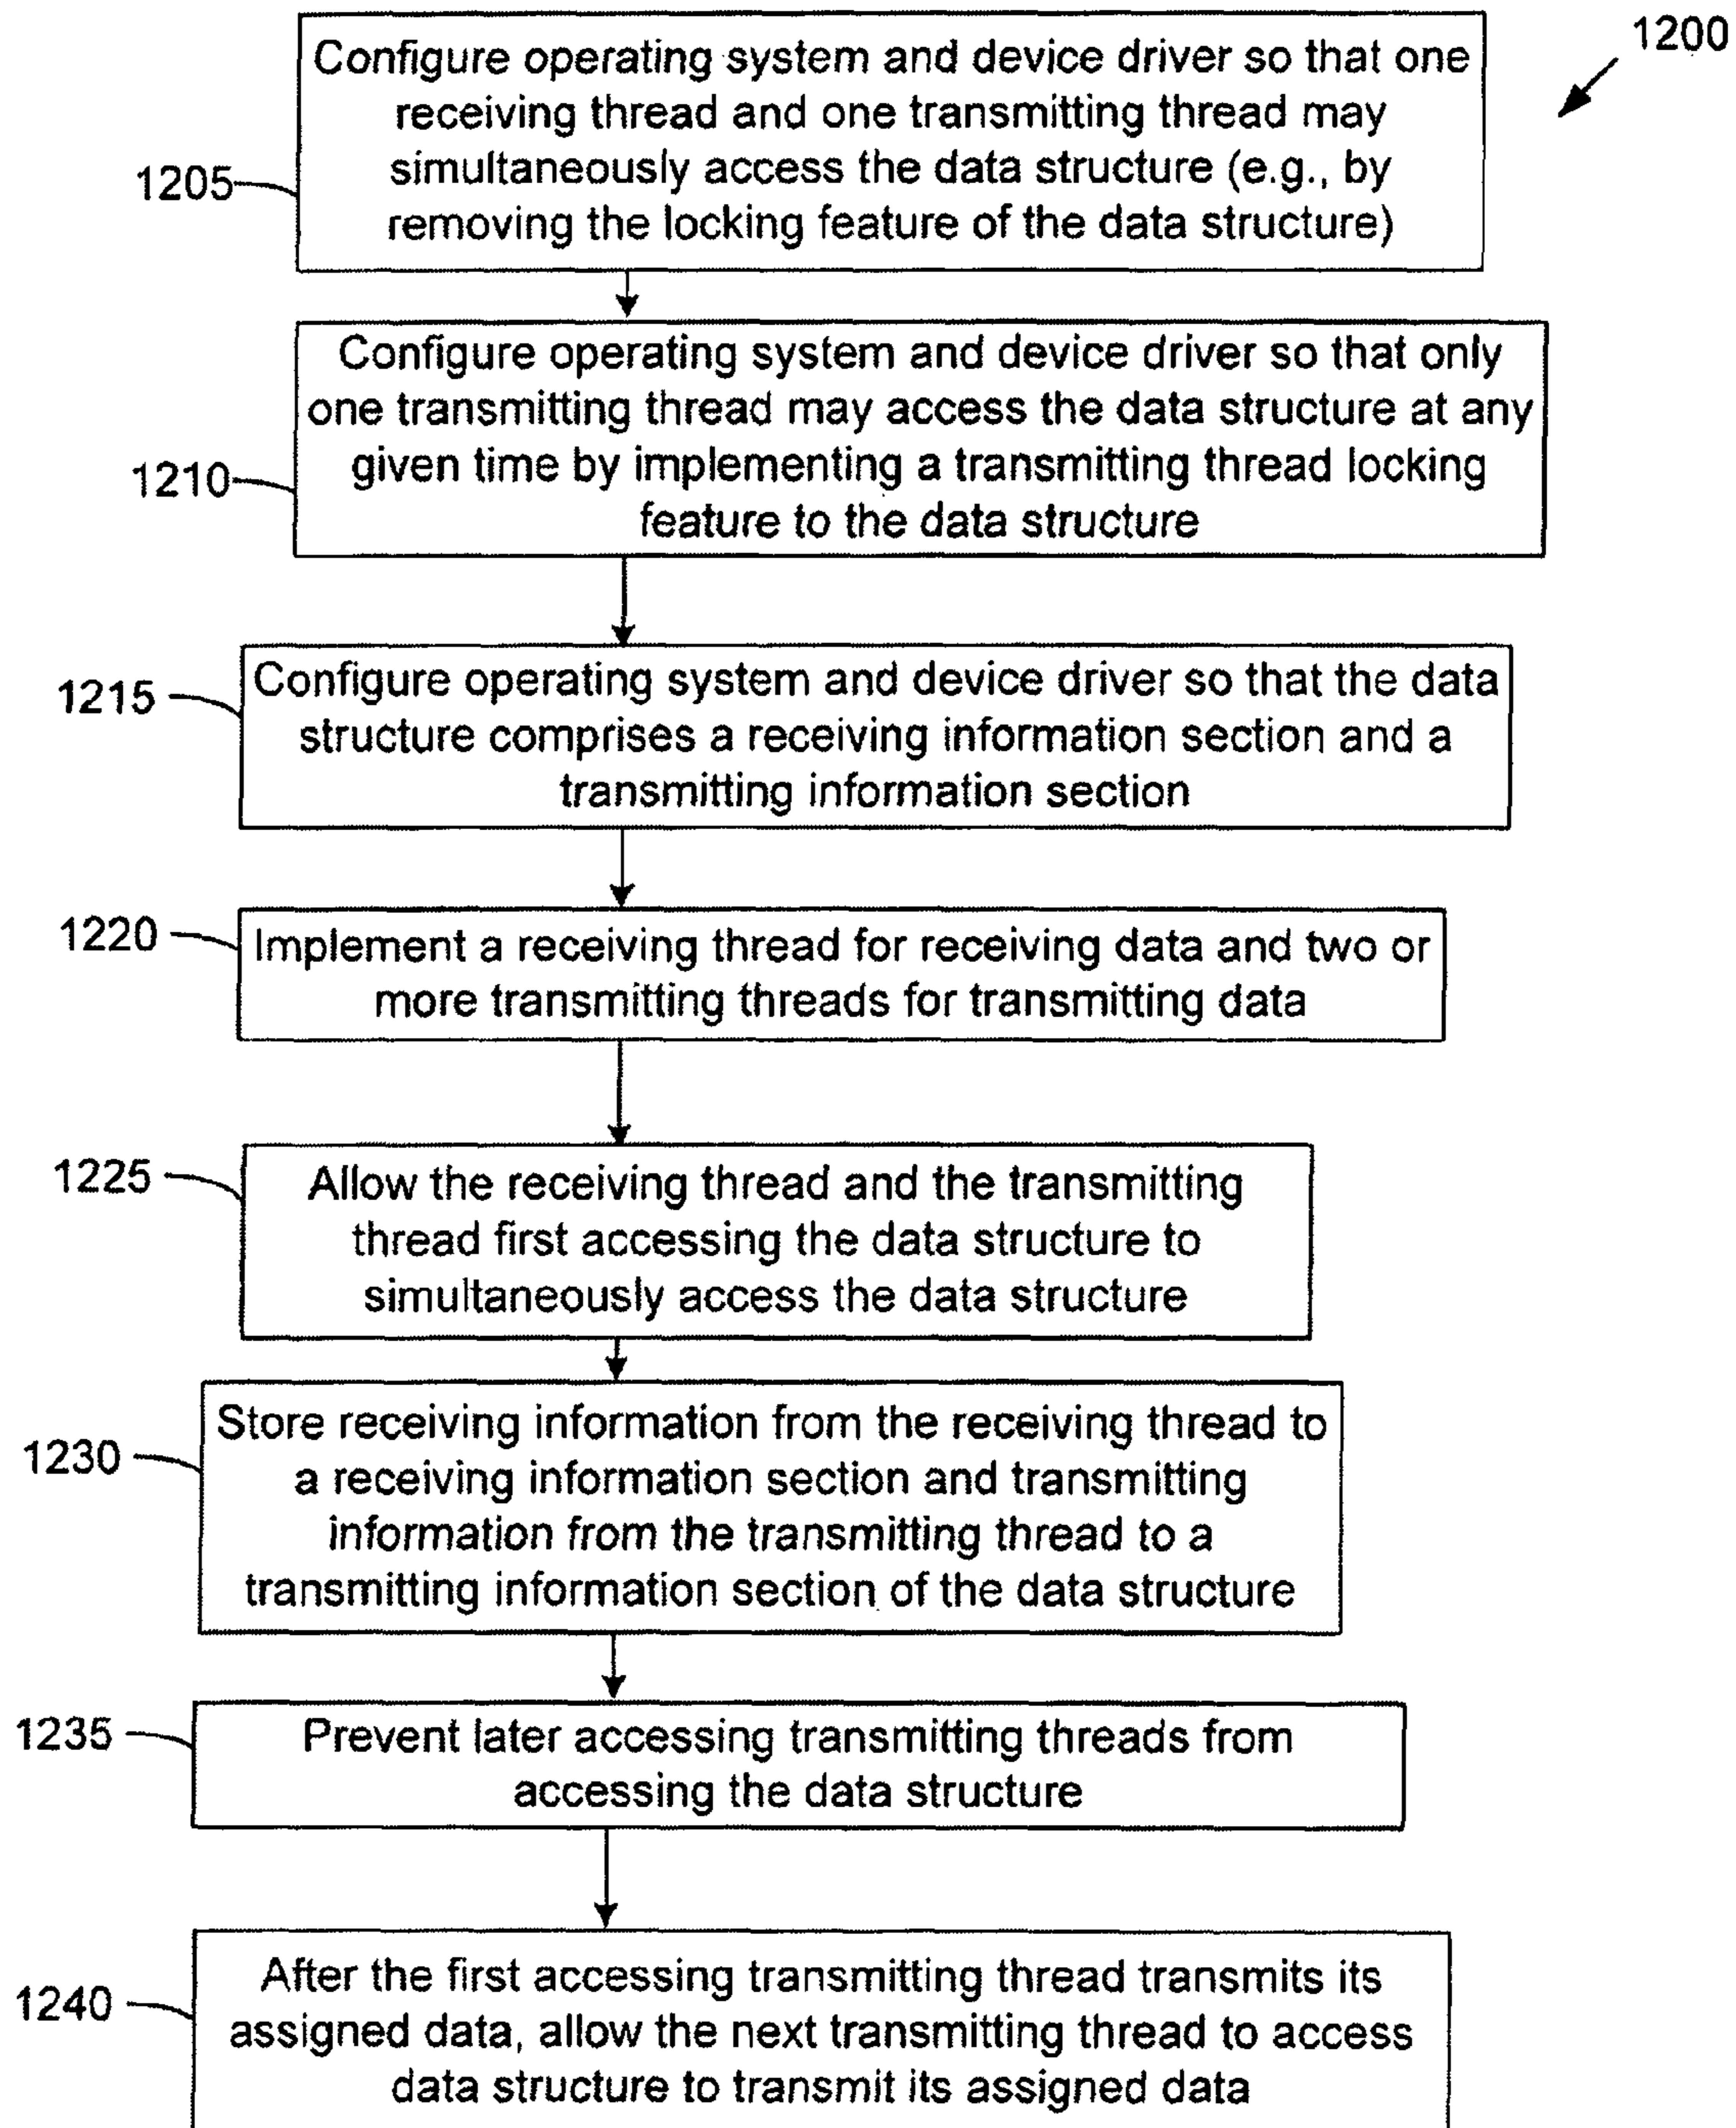 1200
Configure operating system and device driver so that one
receiving thread and one transmitting thread may
simultaneously access the data structure (e.g., by
removing the locking feature of the data structure)
1205
Configure operating system and device driver so that only
one transmitting thread may access the data structure at any
given time by implementing a transmitting thread locking
feature to the data structure
1210
Configure operating system and device driver so that the data
structure comprises a receiving information section and a
transmitting information section
1215
Implement a receiving thread for receiving data and two or
more transmitting threads for transmitting data
1220
Allow the receiving thread and the transmitting
thread first accessing the data structure to
simultaneously access the data structure
1225
Store receiving information from the receiving thread to
a receiving information section and transmitting
information from the transmitting thread to a
transmitting information section of the data structure
1230
Prevent later accessing transmitting threads from
accessing the data structure
1235
After the first accessing transmitting thread transmits its
assigned data, allow the next transmitting thread to access
data structure to transmit its assigned data
1240